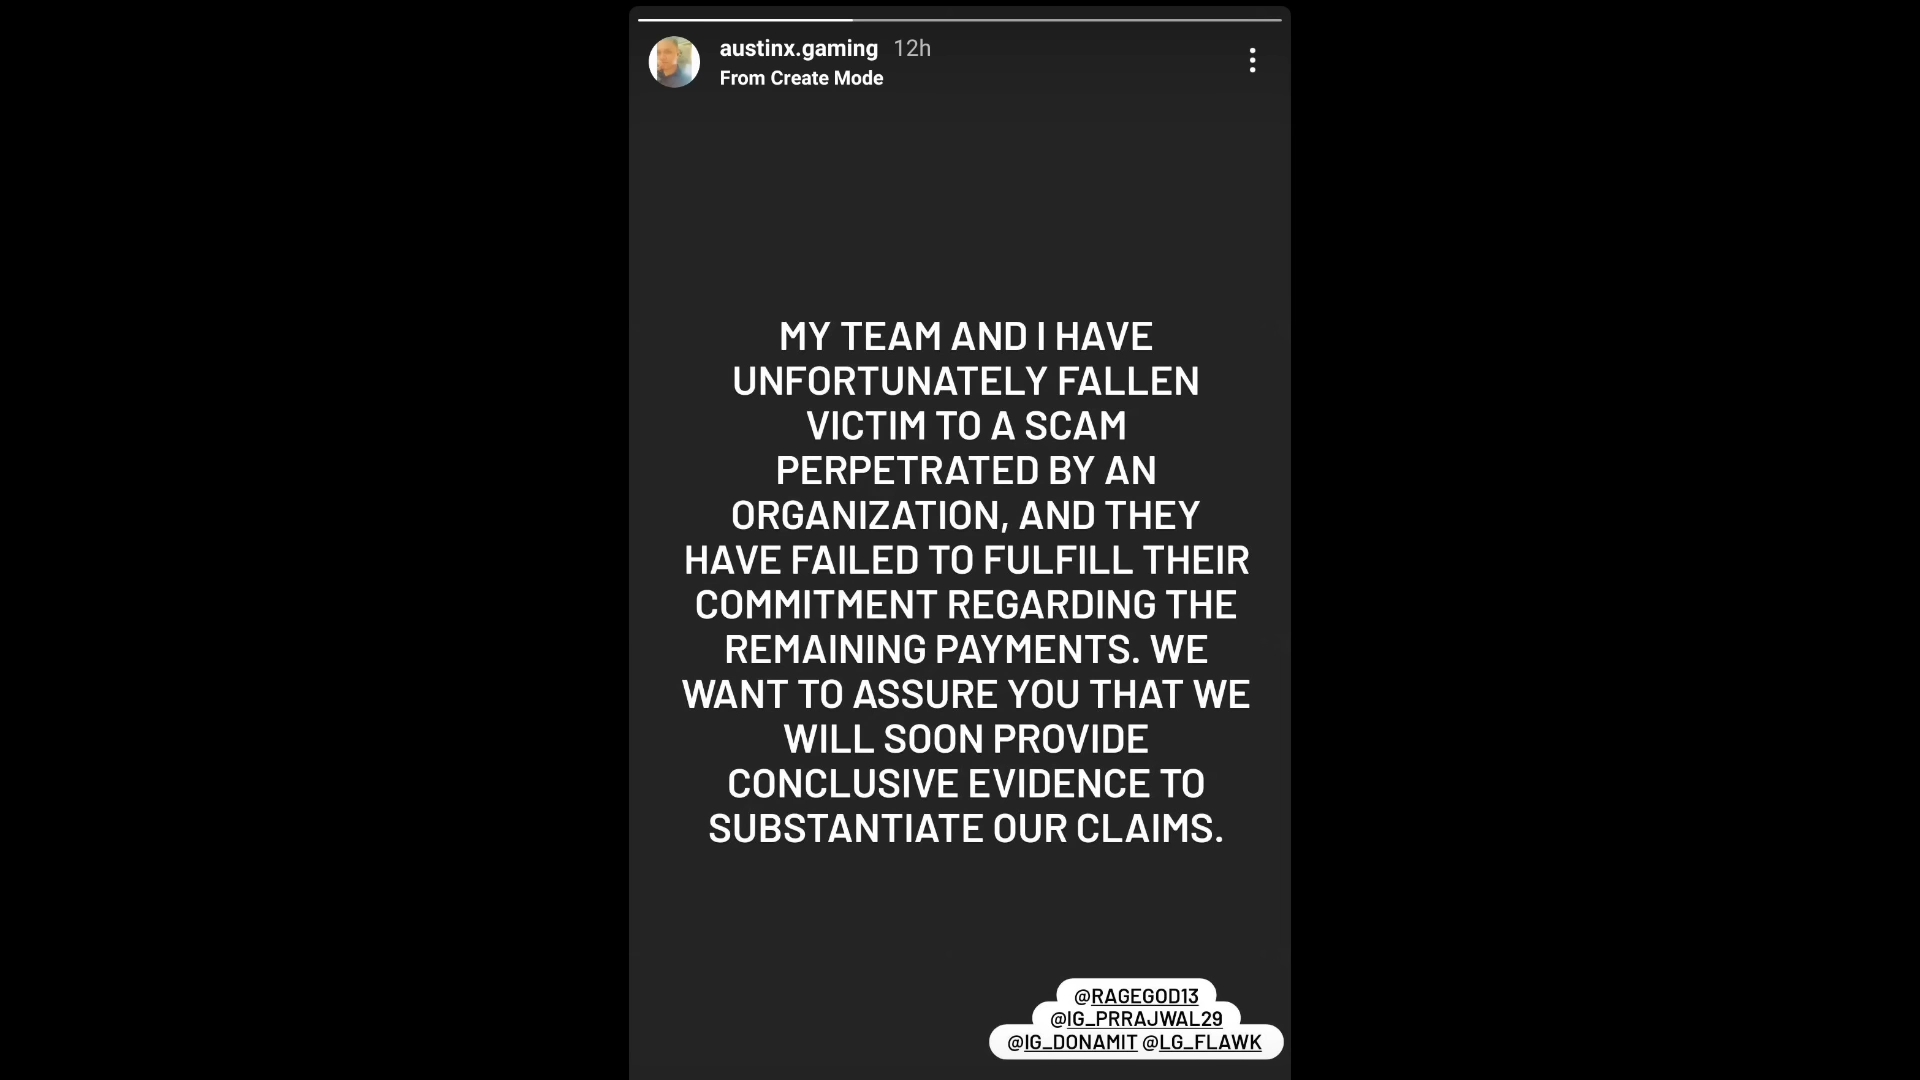 austinx.gaming 12h
From Create Mode
MY TEAM AND I HAVE
UNFORTUNATELY FALLEN
VICTIM TO A SCAM
PERPETRATED BY AN
ORGANIZATION, AND THEY
HAVE FAILED TO FULFILL THEIR
COMMITMENT REGARDING THE
REMAINING PAYMENTS. WE
WANT TO ASSURE YOU THAT WE
WILL SOON PROVIDE
CONCLUSIVE EVIDENCE TO
SUBSTANTIATE OUR CLAIMS.
@RAGEGOD13
@IG_PRRAJWAL29
@IG_DONAMIT @LG_FLAWK